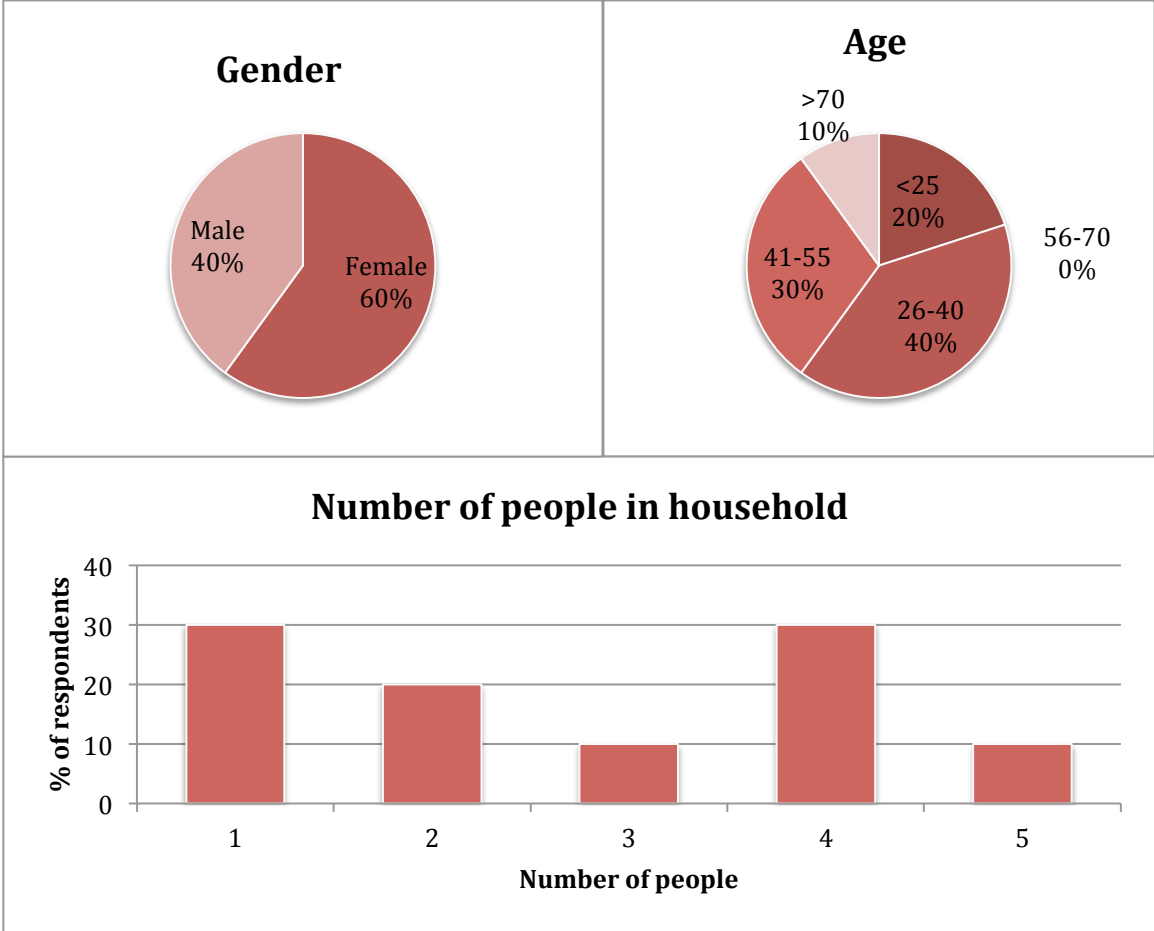 Gender
Male
40%
Female
60%
Age
>70
10%
<25
20%
56-70
0%
41-55
30%
26-40
40%
Number of people in household
% of respondents
40
30
20
10
0
1 2 3 4 5
Number of people